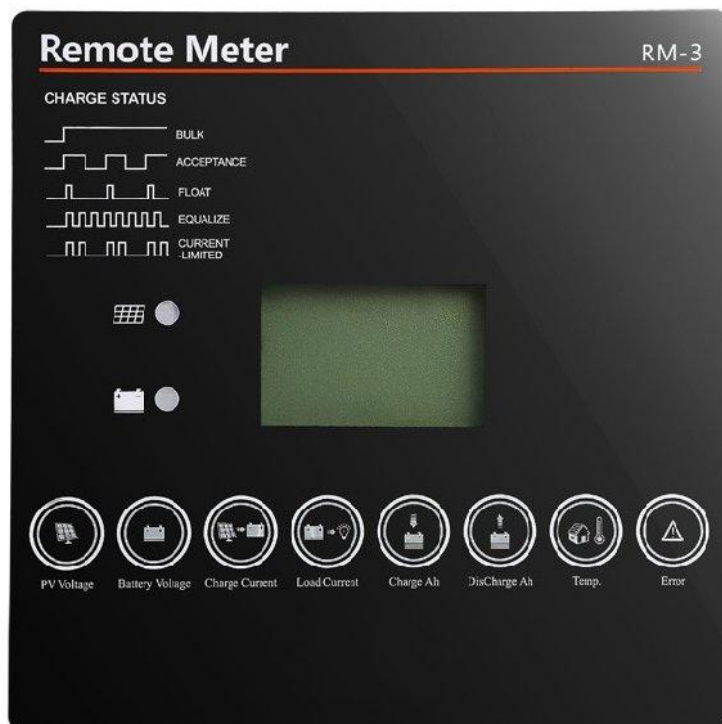 Remote Meter
RM-3
CHARGE STATUS
BULK
ACCEPTANCE
FLOAT
EQUALIZE
CURRENT
-LIMITED
PV Voltage
Battery Voltage
Charge Current
Load Current
Charge Ah
DisCharge Ah
Temp.
Error